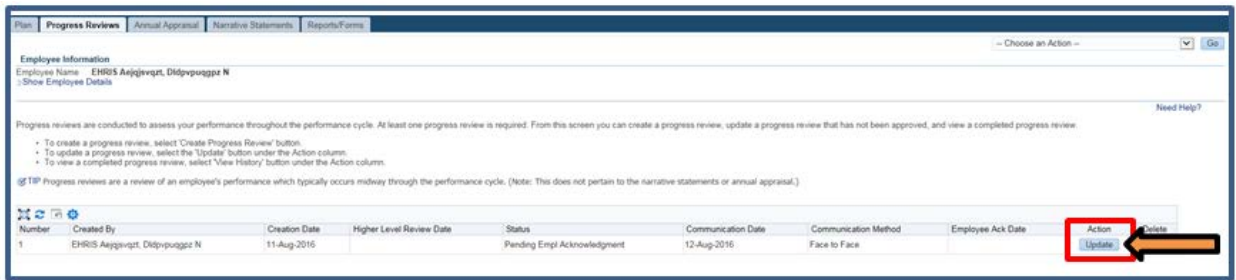 Plan Progress Reviews Annual Appraisal Narrative Statements Reports/Forms
-- Choose an Action -- Go
Employee Information
Employee Name EHRIS
Show Employee Details
Need Help?
Progress reviews are conducted to assess your performance throughout the performance cycle. At least one progress review is required. From this screen you can create a progress review, update a progress review that has not been approved, and view a completed progress review.
• To create a progress review, select 'Create Progress Review' button.
• To update a progress review, select the 'Update' button under the Action column.
• To view a completed progress review, select 'View History' button under the Action column.
TIP Progress reviews are a review of an employee's performance which typically occurs midway through the performance cycle. (Note: This does not pertain to the narrative statements or annual appraisal.)
Number Created By Creation Date Higher Level Review Date Status Communication Date Communication Method Employee Ack Date Action Delete
1 EHRIS N 11-Aug-2016 Pending Empl Acknowledgment 12-Aug-2016 Face to Face Update